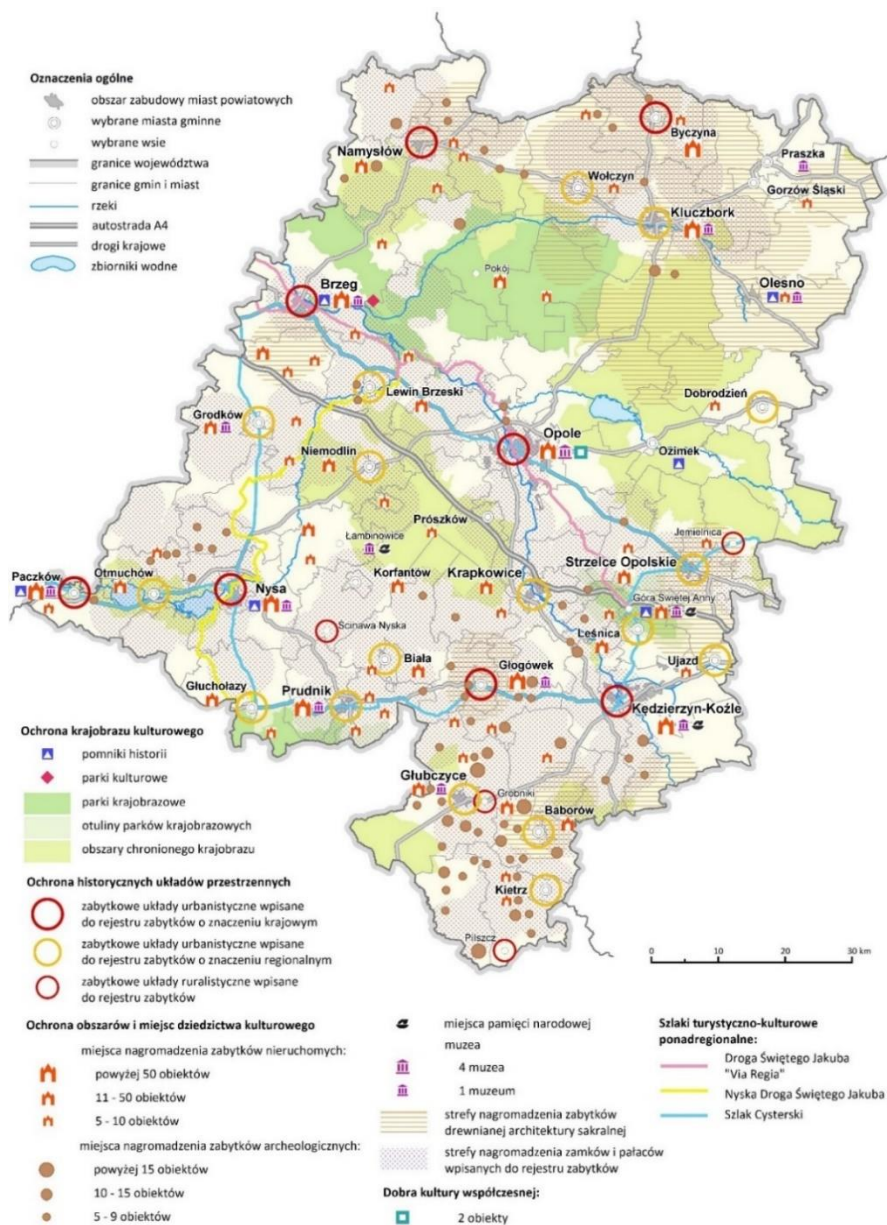 Oznaczenia ogólne
obszar zabudowy miast powiatowych
wybrane miasta gminne
wybrane wsie
granice województwa
granice gmin i miast
rzeki
autostrada A4
drogi krajowe
zbiorniki wodne
Byczyna
Namysłów
Praszka
Wołczyn
Gorzów Śląski
Kluczbork
Pokój
Brzeg
Olesno
Lewin Brzeski
Dobrodzień
Grodków
Opole
Niemodlin
Ozimek
Prószków
Łambinowice
Jemielnica
Strzelce Opolskie
Paczków
Otmuchów
Nysa
Korfantów
Krapkowice
Góra Świętej Anny
Ścinawa Nyska
Leśnica
Biała
Głogówek
Ujazd
Głuchołazy
Prudnik
Kędzierzyn-Koźle
Głubczyce
Grobniki
Baborów
Kietrz
Pilszcz
0 10 20 30 km
Ochrona krajobrazu kulturowego
pomniki historii
parki kulturowe
parki krajobrazowe
otuliny parków krajobrazowych
obszary chronionego krajobrazu
Ochrona historycznych układów przestrzennych
zabytkowe układy urbanistyczne wpisane
do rejestru zabytków o znaczeniu krajowym
zabytkowe układy urbanistyczne wpisane
do rejestru zabytków o znaczeniu regionalnym
zabytkowe układy ruralistyczne wpisane
do rejestru zabytków
Ochrona obszarów i miejsc dziedzictwa kulturowego
miejsca nagromadzenia zabytków nieruchomych:
powyżej 50 obiektów
11 - 50 obiektów
5 - 10 obiektów
miejsca nagromadzenia zabytków archeologicznych:
powyżej 15 obiektów
10 - 15 obiektów
5 - 9 obiektów
miejsca pamięci narodowej
muzea
4 muzea
1 muzeum
strefy nagromadzenia zabytków
drewnianej architektury sakralnej
strefy nagromadzenia zamków i pałaców
wpisanych do rejestru zabytków
Dobra kultury współczesnej:
2 obiekty
Szlaki turystyczno-kulturowe
ponadregionalne:
Droga Świętego Jakuba
"Via Regia"
Nyska Droga Świętego Jakuba
Szlak Cysterski